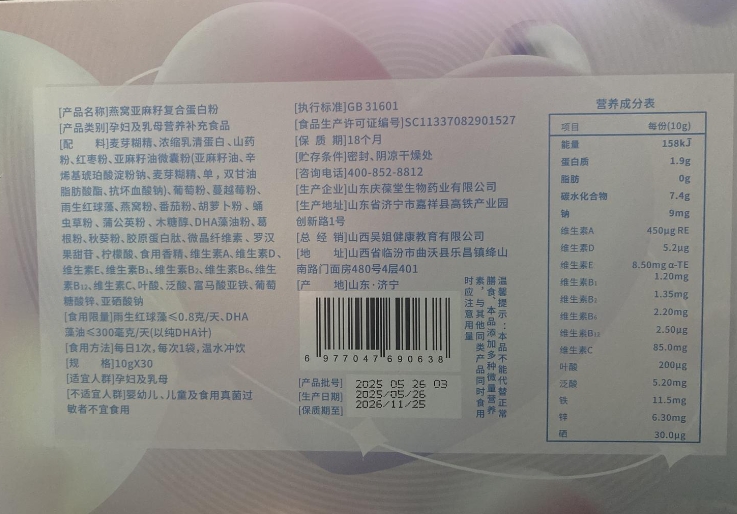 [产品名称]燕窝亚麻籽复合蛋白粉
[产品类别]孕妇及乳母营养补充食品
[配 料]麦芽糊精、浓缩乳清蛋白、山药
粉、红枣粉、亚麻籽油微囊粉(亚麻籽油、辛
烯基琥珀酸淀粉钠、麦芽糊精、单，双甘油
脂肪酸酯、抗坏血酸钠)、葡萄粉、蔓越莓粉、
雨生红球藻、燕窝粉、番茄粉、胡萝卜粉 、蛹
虫草粉 、蒲公英粉 、木糖醇、DHA藻油粉、葛
根粉、秋葵粉、胶原蛋白肽、微晶纤维素 、罗汉
果甜苷 、柠檬酸、食用香精、维生素A、维生素D、
维生素E、维生素B₁、维生素B₂、维生素B₆、维生
素B₁₂、维生素C、叶酸、泛酸、富马酸亚铁、葡萄
糖酸锌、亚硒酸钠
[食用限量]雨生红球藻≤0.8克/天、DHA
藻油≤300毫克/天(以纯DHA计)
[食用方法]每日1次，每次1袋，温水冲饮
[规 格]10gX30
[适宜人群]孕妇及乳母
[不适宜人群]婴幼儿、儿童及食用真菌过
敏者不宜食用
[执行标准]GB 31601
[食品生产许可证编号]SC11337082901527
[保 质 期]18个月
[贮存条件]密封、阴凉干燥处
[咨询电话]400-852-8812
[生产企业]山东庆葆堂生物药业有限公司
[生产地址]山东省济宁市嘉祥县高铁产业园
创新路1号
[总 经 销]山西吴姐健康教育有限公司
[地 址]山西省临汾市曲沃县乐昌镇绛山
南路门面房480号4层401
[产 地]山东·济宁
6 977047 690638
[产品批号] 2025 05 26 03
[生产日期] 2025/05/26
[保质期至] 2026/11/25
温馨提示：本品不能代替正常
膳食，本品添加多种微量营养
素，与其他同类产品同时食用
时应注意用量
营养成分表
项目 每份(10g)
能量 158kJ
蛋白质 1.9g
脂肪 0g
碳水化合物 7.4g
钠 9mg
维生素A 450μg RE
维生素D 5.2μg
维生素E 8.50mg α-TE
维生素B₁ 1.20mg
维生素B₂ 1.35mg
维生素B₆ 2.20mg
维生素B₁₂ 2.50μg
维生素C 85.0mg
叶酸 200μg
泛酸 5.20mg
铁 11.5mg
锌 6.30mg
硒 30.0μg